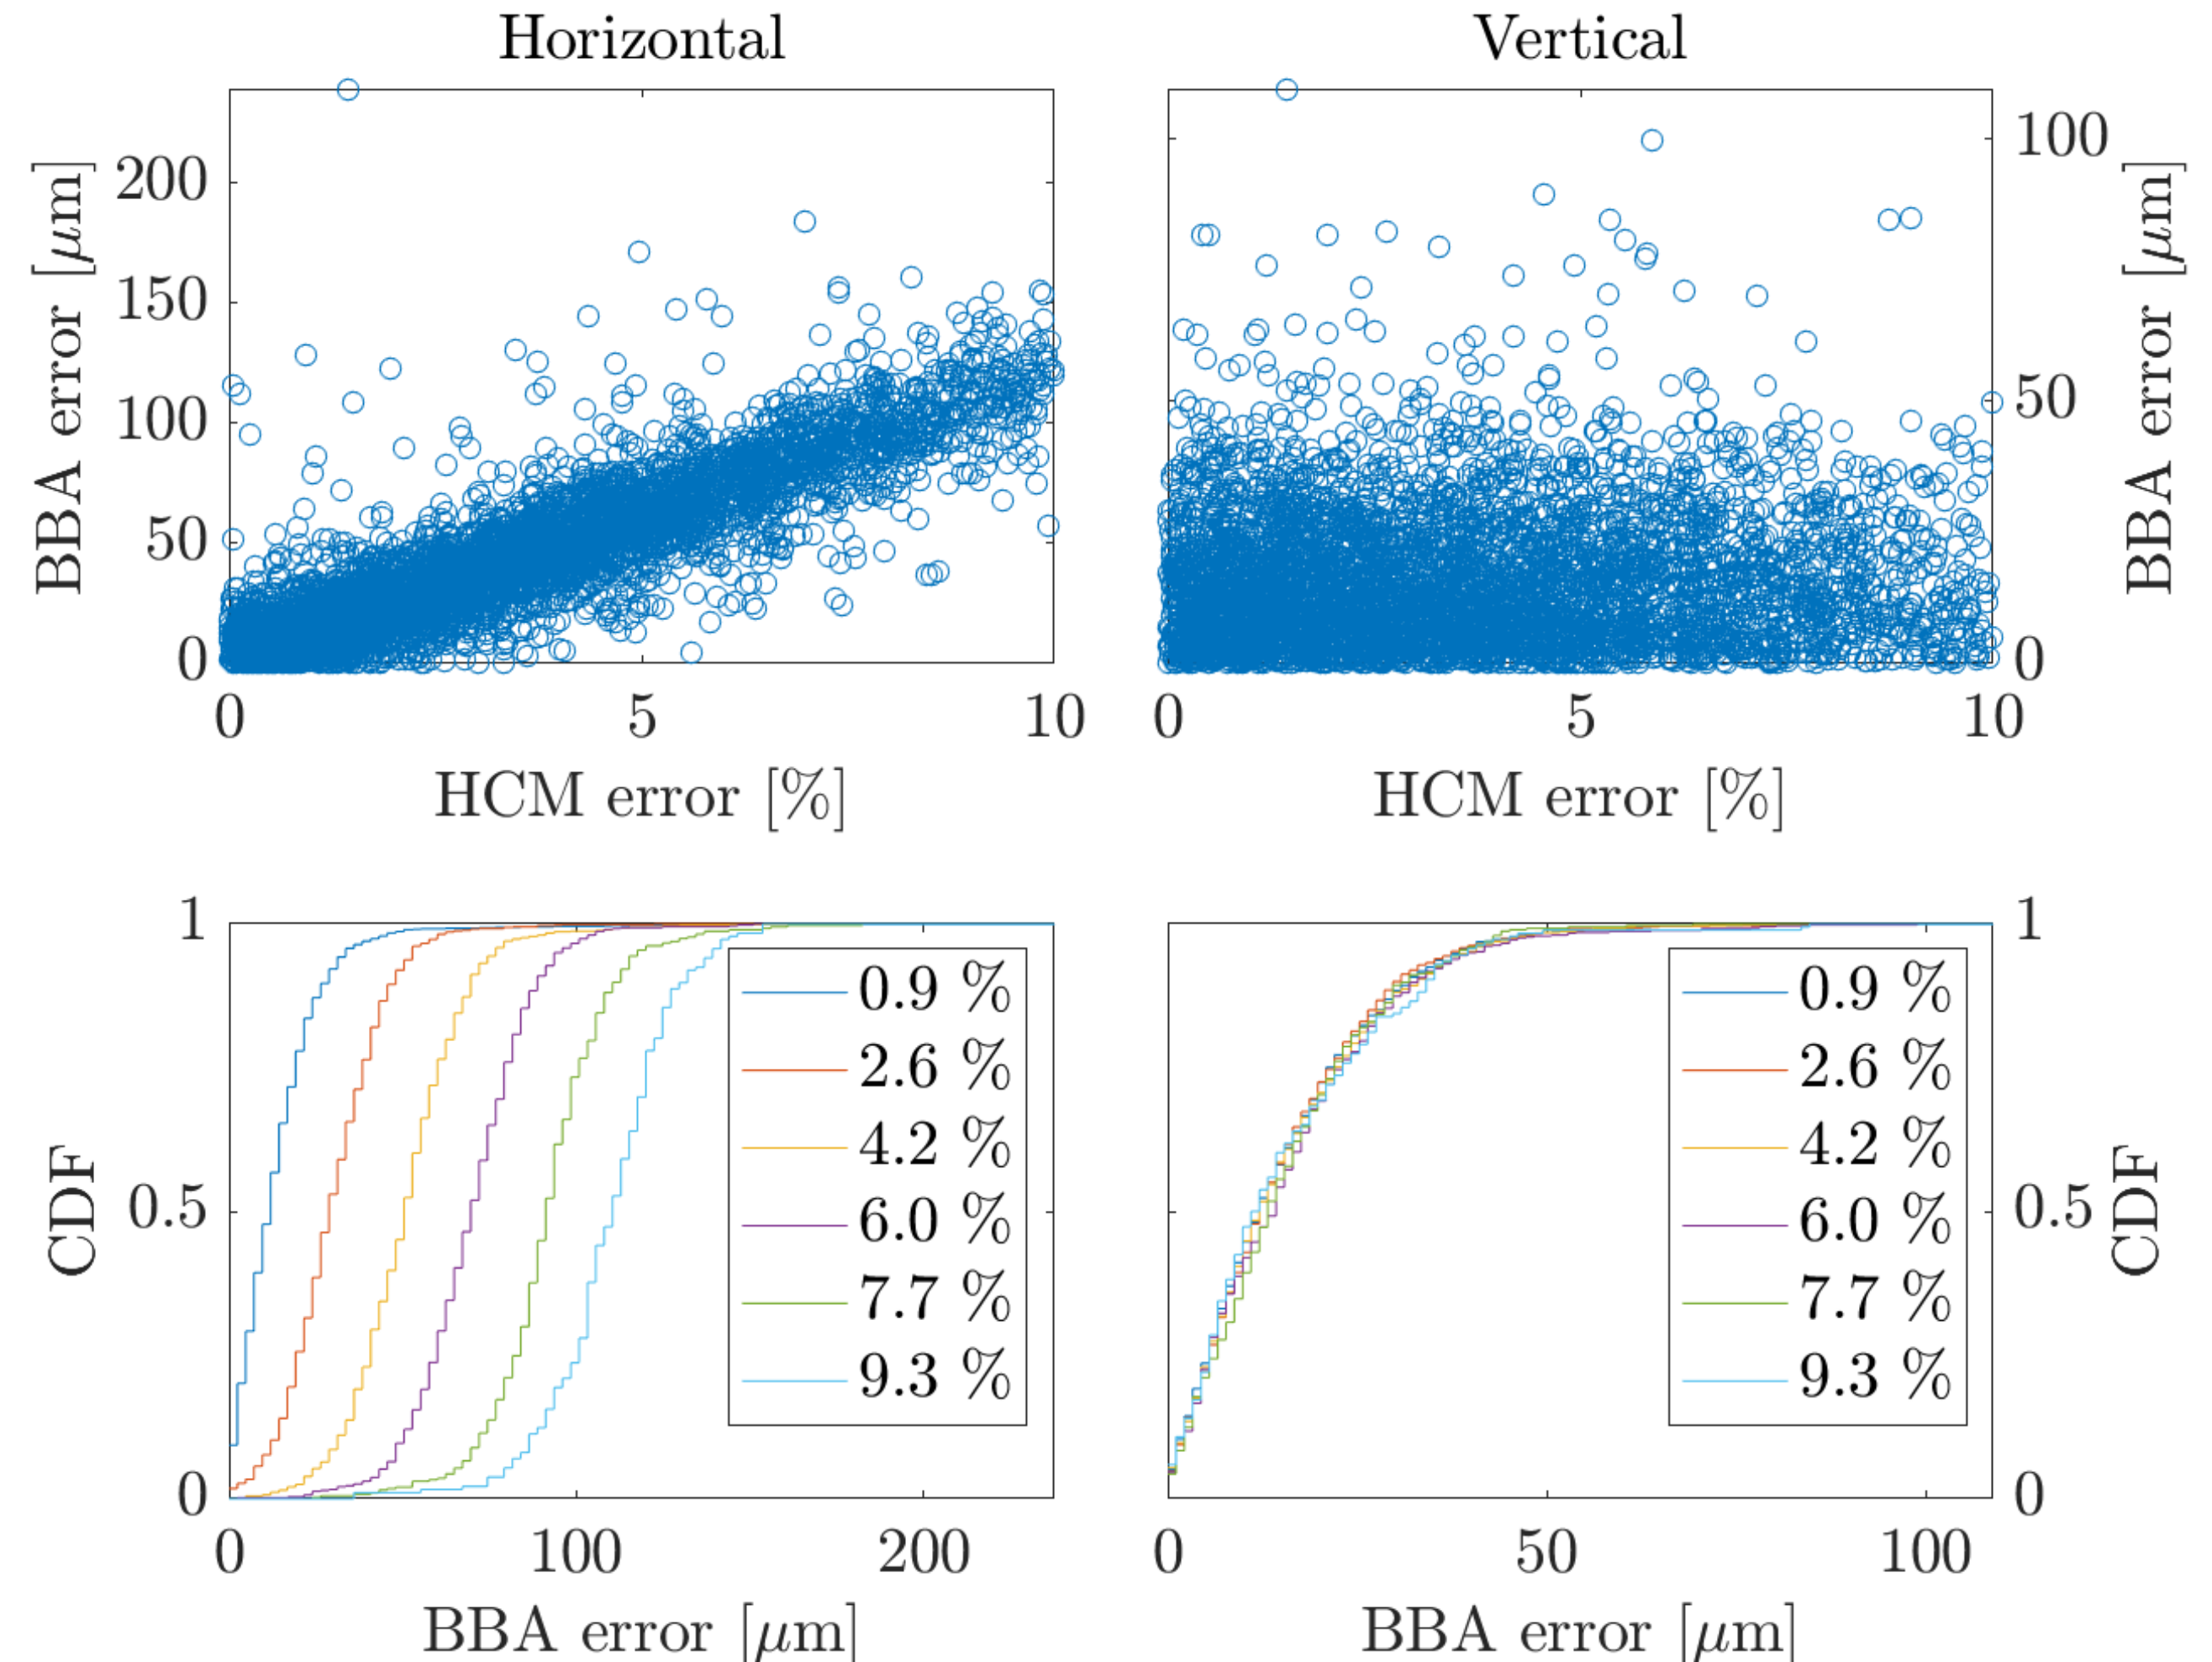 Horizontal
Vertical
BBA error [μm]
200
150
100
50
0
0 5 10
HCM error [%]
100
50
0
BBA error [μm]
0 5 10
HCM error [%]
CDF
1
0.5
0
0.9 %
2.6 %
4.2 %
6.0 %
7.7 %
9.3 %
0 100 200
BBA error [μm]
0.9 %
2.6 %
4.2 %
6.0 %
7.7 %
9.3 %
1
0.5
0
CDF
0 50 100
BBA error [μm]